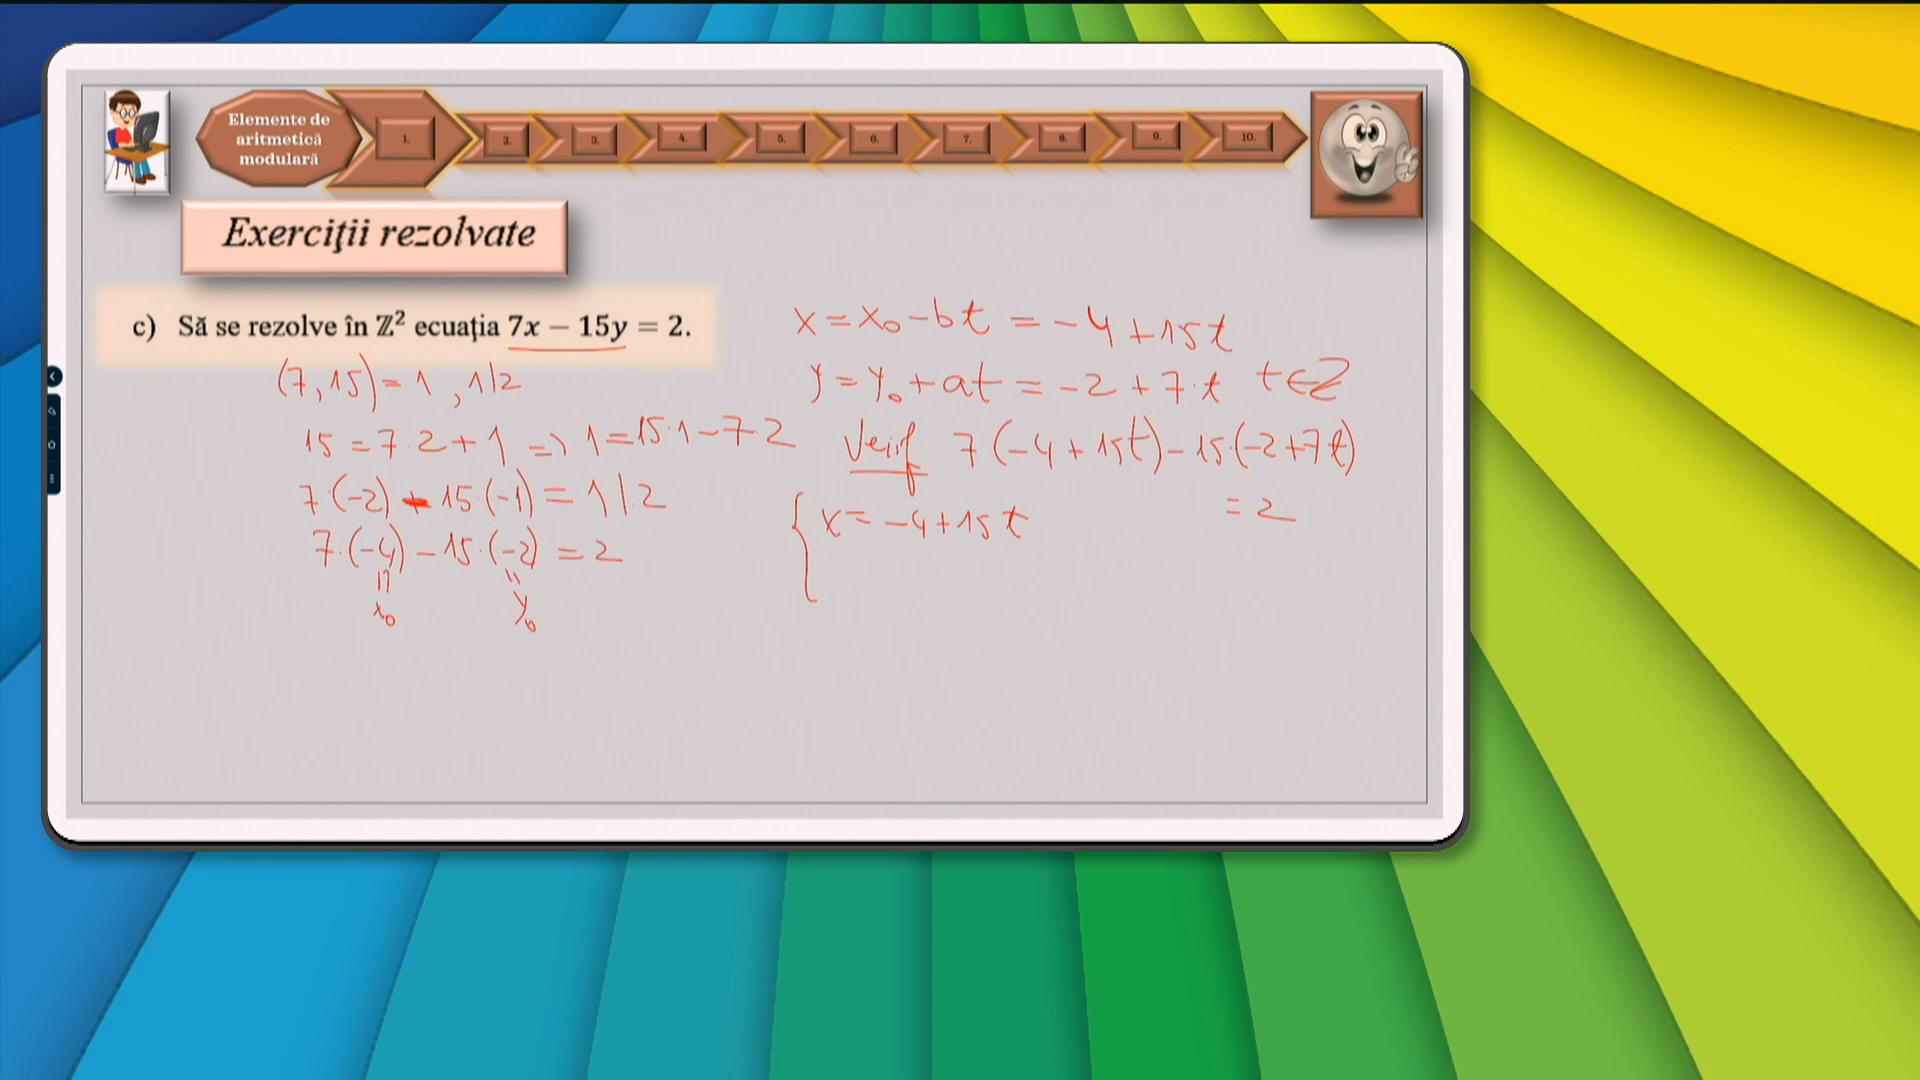 Elemente de
aritmetică
modulară
1.
2.
3.
4.
5.
6.
7.
8.
9.
10.
Exerciţii rezolvate
c) Să se rezolve în ℤ² ecuaţia 7x − 15y = 2.
(7,15)=1 , 1/2
15 = 7·2 + 1 => 1=15·1−7·2
7·(−2) − 15·(−1) = 1 |·2
7·(−4) − 15·(−2) = 2
x₀
y₀
x = x₀ − bt = −4 + 15t
y = y₀ + at = −2 + 7·t t∈Z
Verif 7(−4+15t)−15·(−2+7t)
= 2
{ x = −4+15t